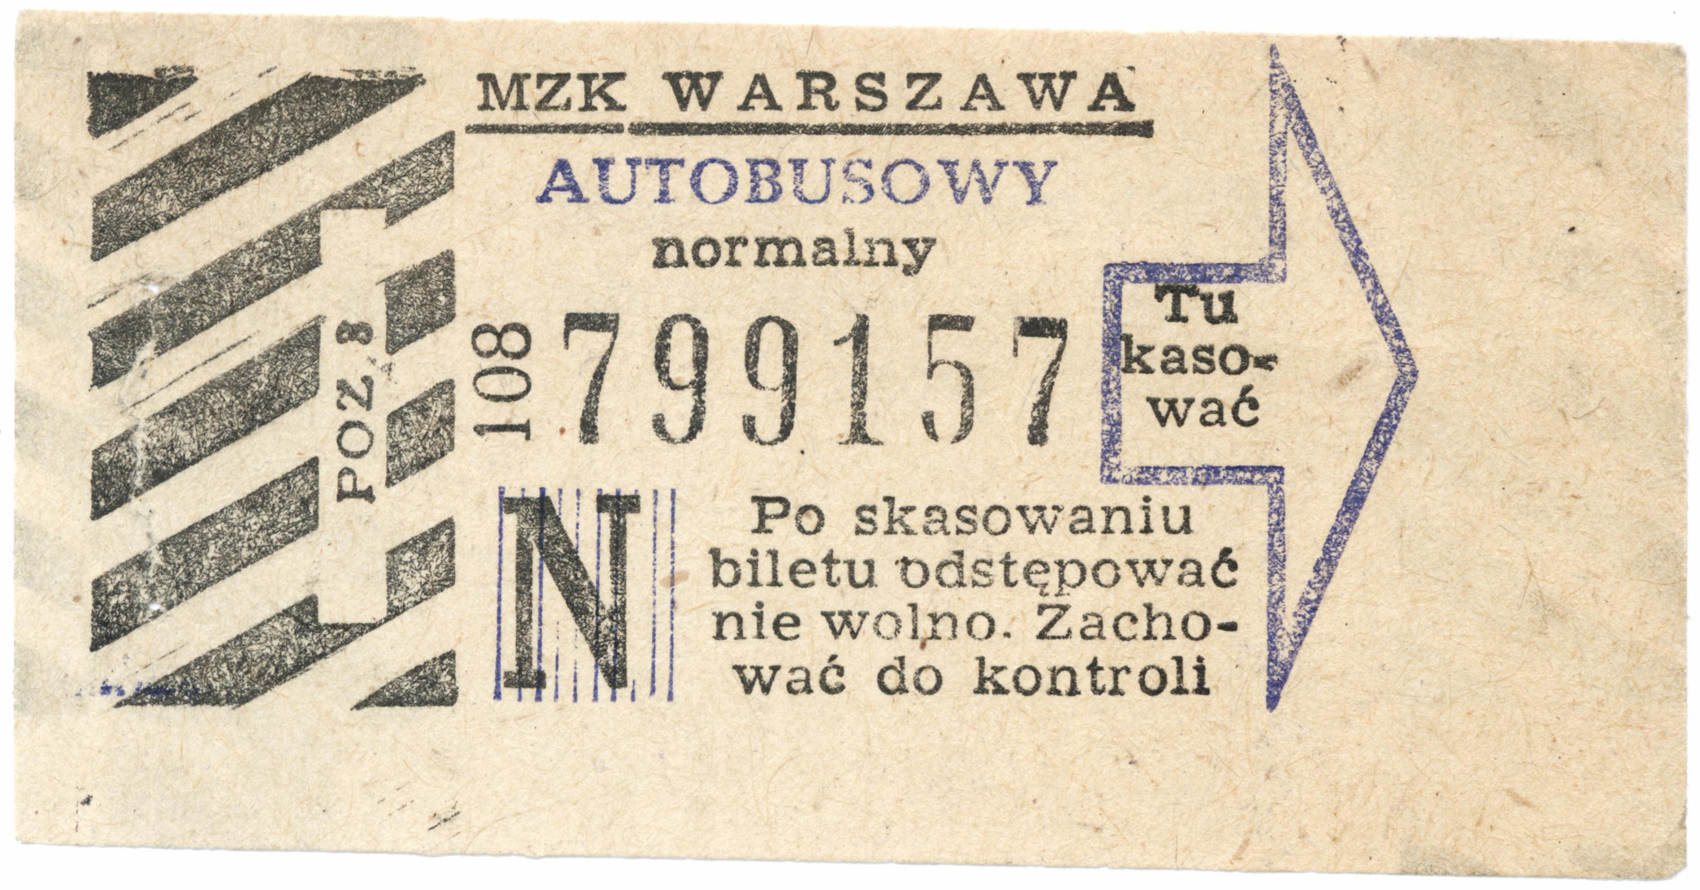 MZK WARSZAWA
AUTOBUSOWY
normalny
POZ. 8
108
799157
Tu
kaso-
wać
N
Po skasowaniu
biletu odstępować
nie wolno. Zacho-
wać do kontroli